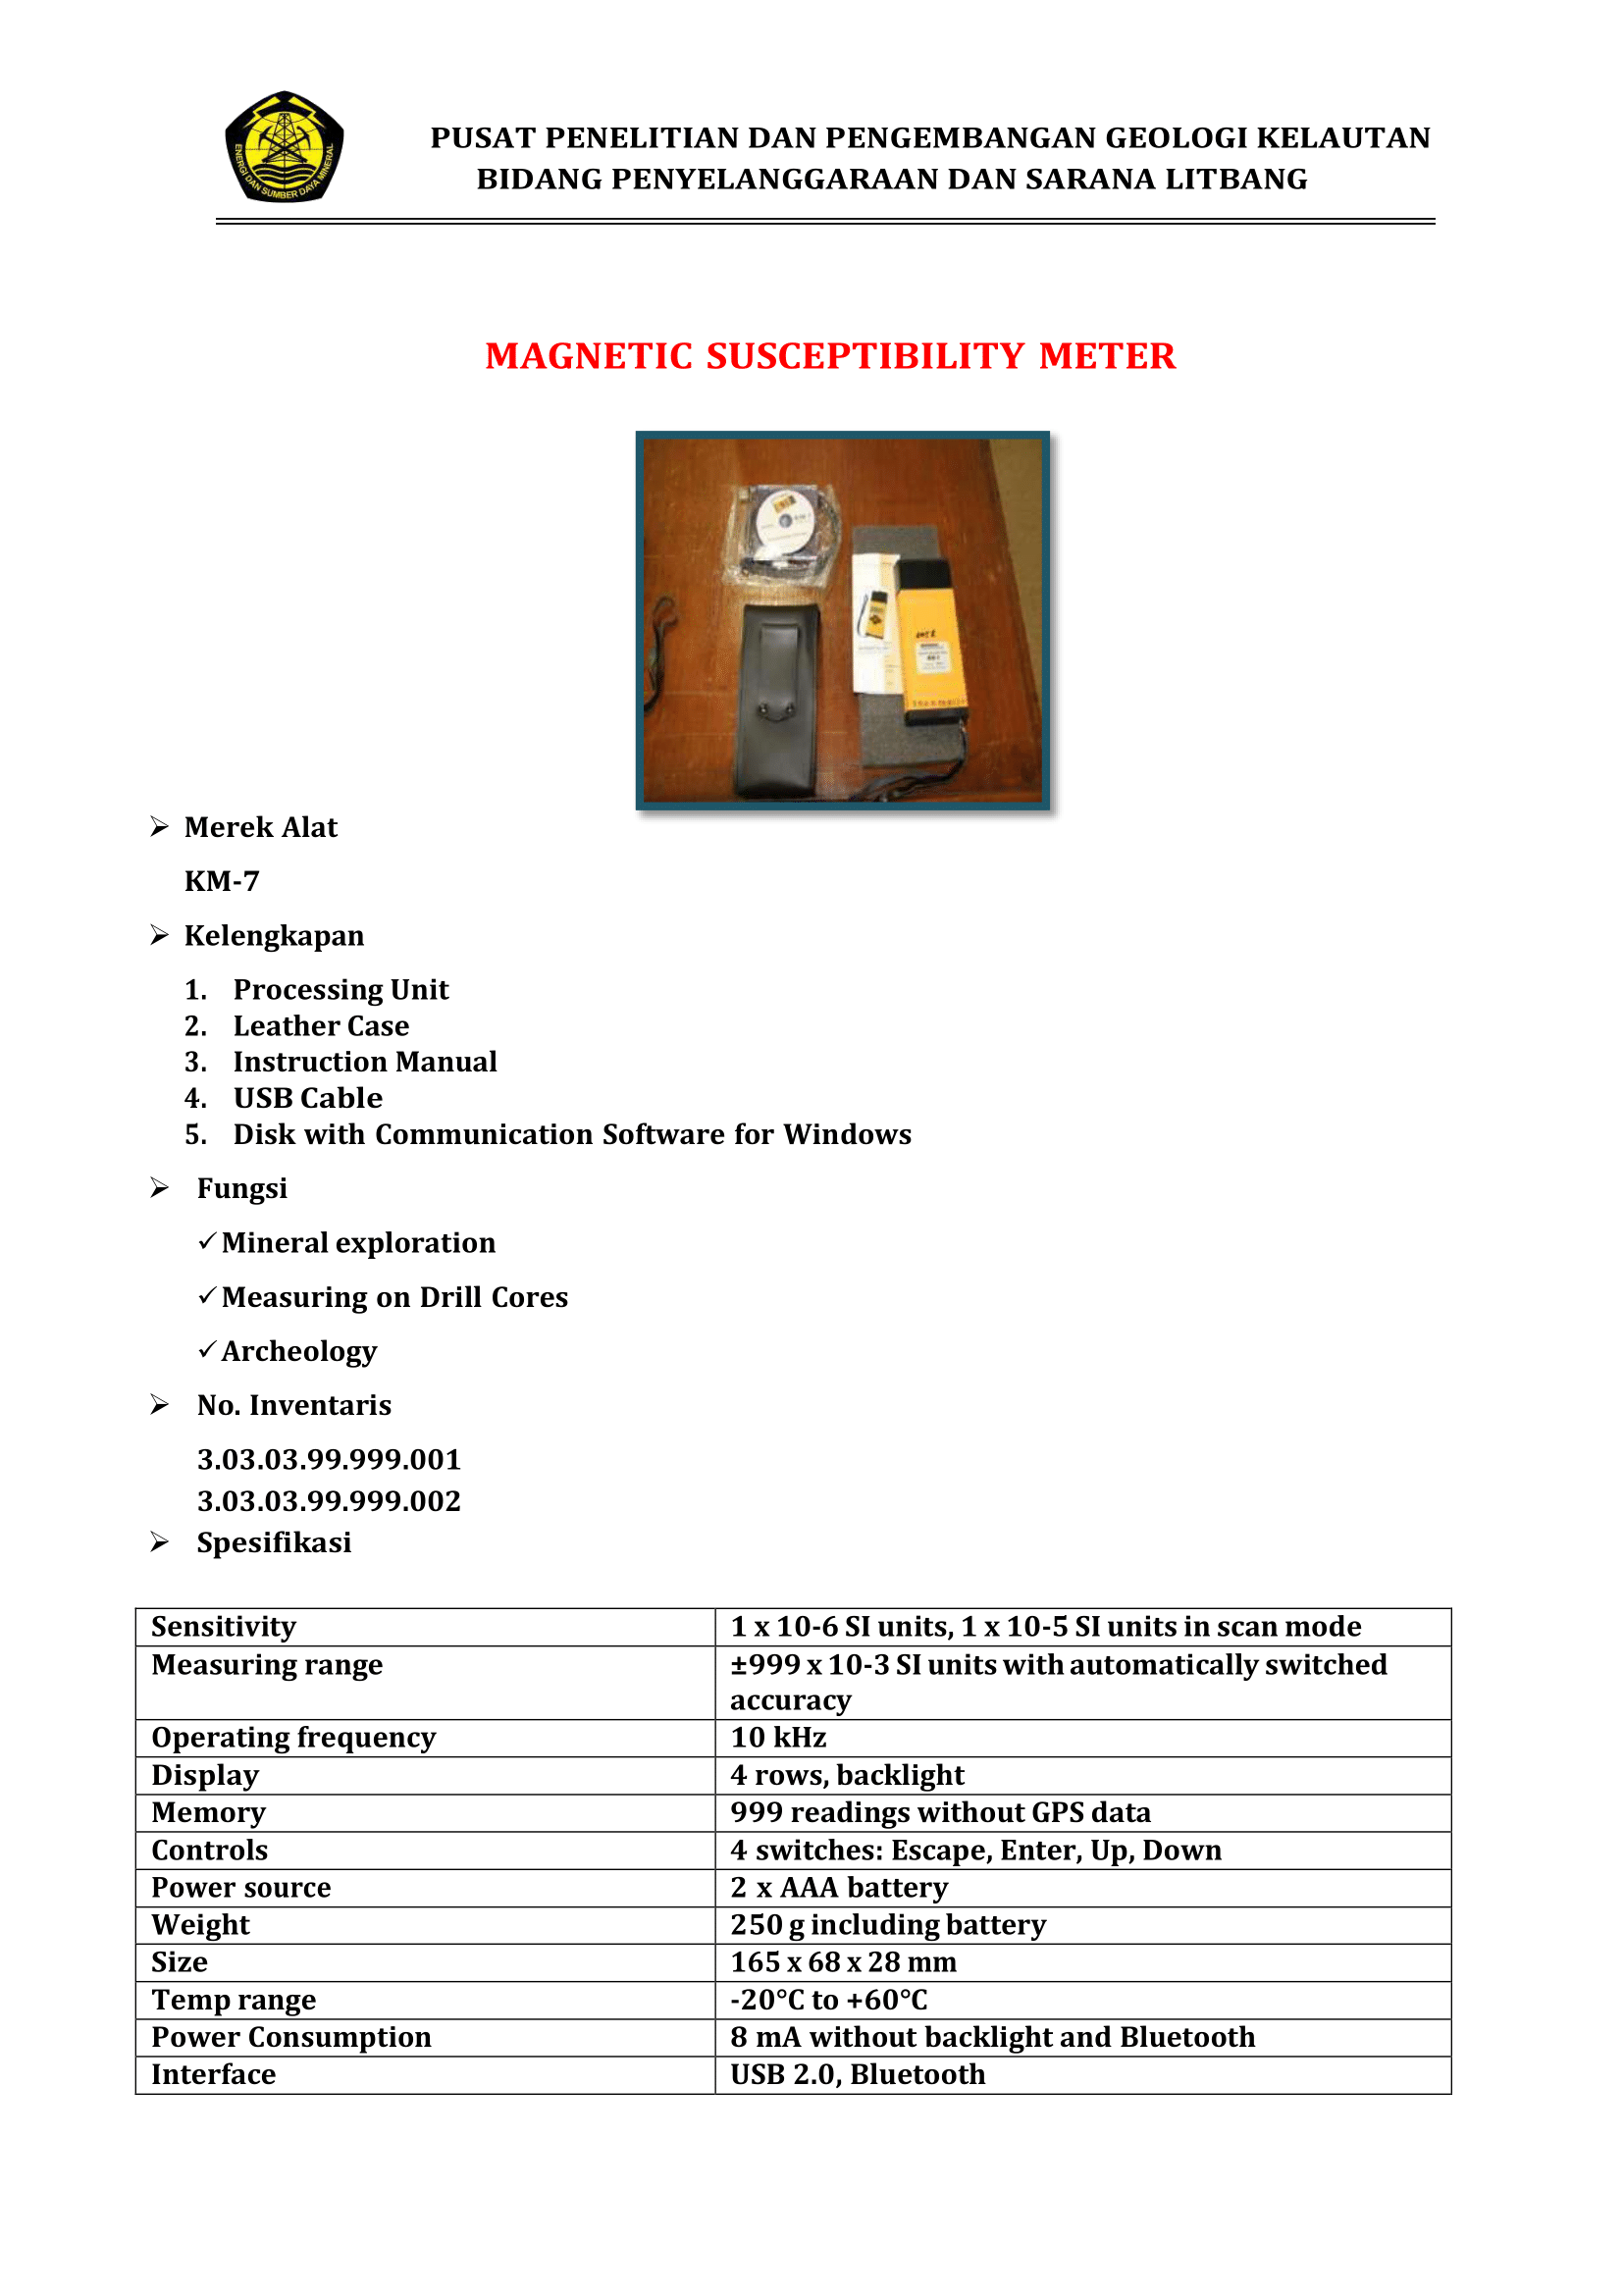 ENERGI DAN SUMBER DAYA MINERAL
PUSAT PENELITIAN DAN PENGEMBANGAN GEOLOGI KELAUTAN
BIDANG PENYELANGGARAAN DAN SARANA LITBANG
MAGNETIC SUSCEPTIBILITY METER
➢ Merek Alat
KM-7
➢ Kelengkapan
1. Processing Unit
2. Leather Case
3. Instruction Manual
4. USB Cable
5. Disk with Communication Software for Windows
➢ Fungsi
✓Mineral exploration
✓Measuring on Drill Cores
✓Archeology
➢ No. Inventaris
3.03.03.99.999.001
3.03.03.99.999.002
➢ Spesifikasi
Sensitivity 1 x 10-6 SI units, 1 x 10-5 SI units in scan mode
Measuring range ±999 x 10-3 SI units with automatically switched
accuracy
Operating frequency 10 kHz
Display 4 rows, backlight
Memory 999 readings without GPS data
Controls 4 switches: Escape, Enter, Up, Down
Power source 2 x AAA battery
Weight 250 g including battery
Size 165 x 68 x 28 mm
Temp range -20°C to +60°C
Power Consumption 8 mA without backlight and Bluetooth
Interface USB 2.0, Bluetooth